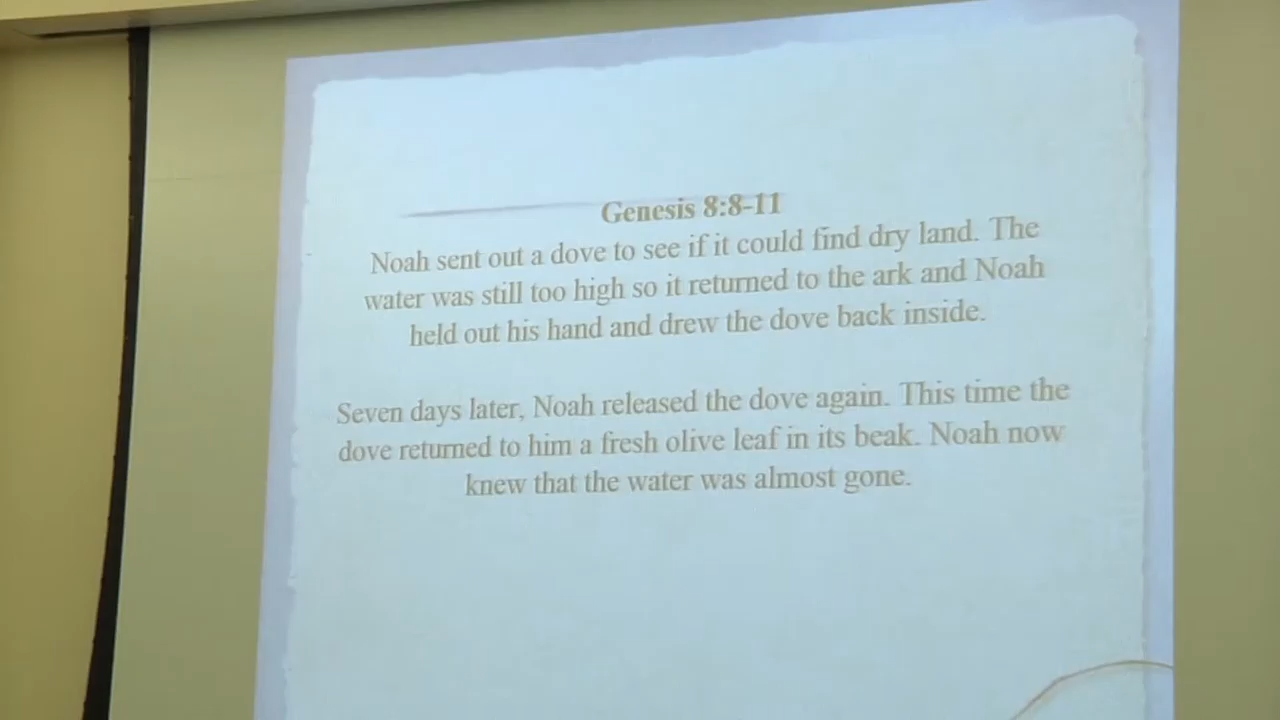 Genesis 8:8-11
Noah sent out a dove to see if it could find dry land. The
water was still too high so it returned to the ark and Noah
held out his hand and drew the dove back inside.
Seven days later, Noah released the dove again. This time the
dove returned to him a fresh olive leaf in its beak. Noah now
knew that the water was almost gone.